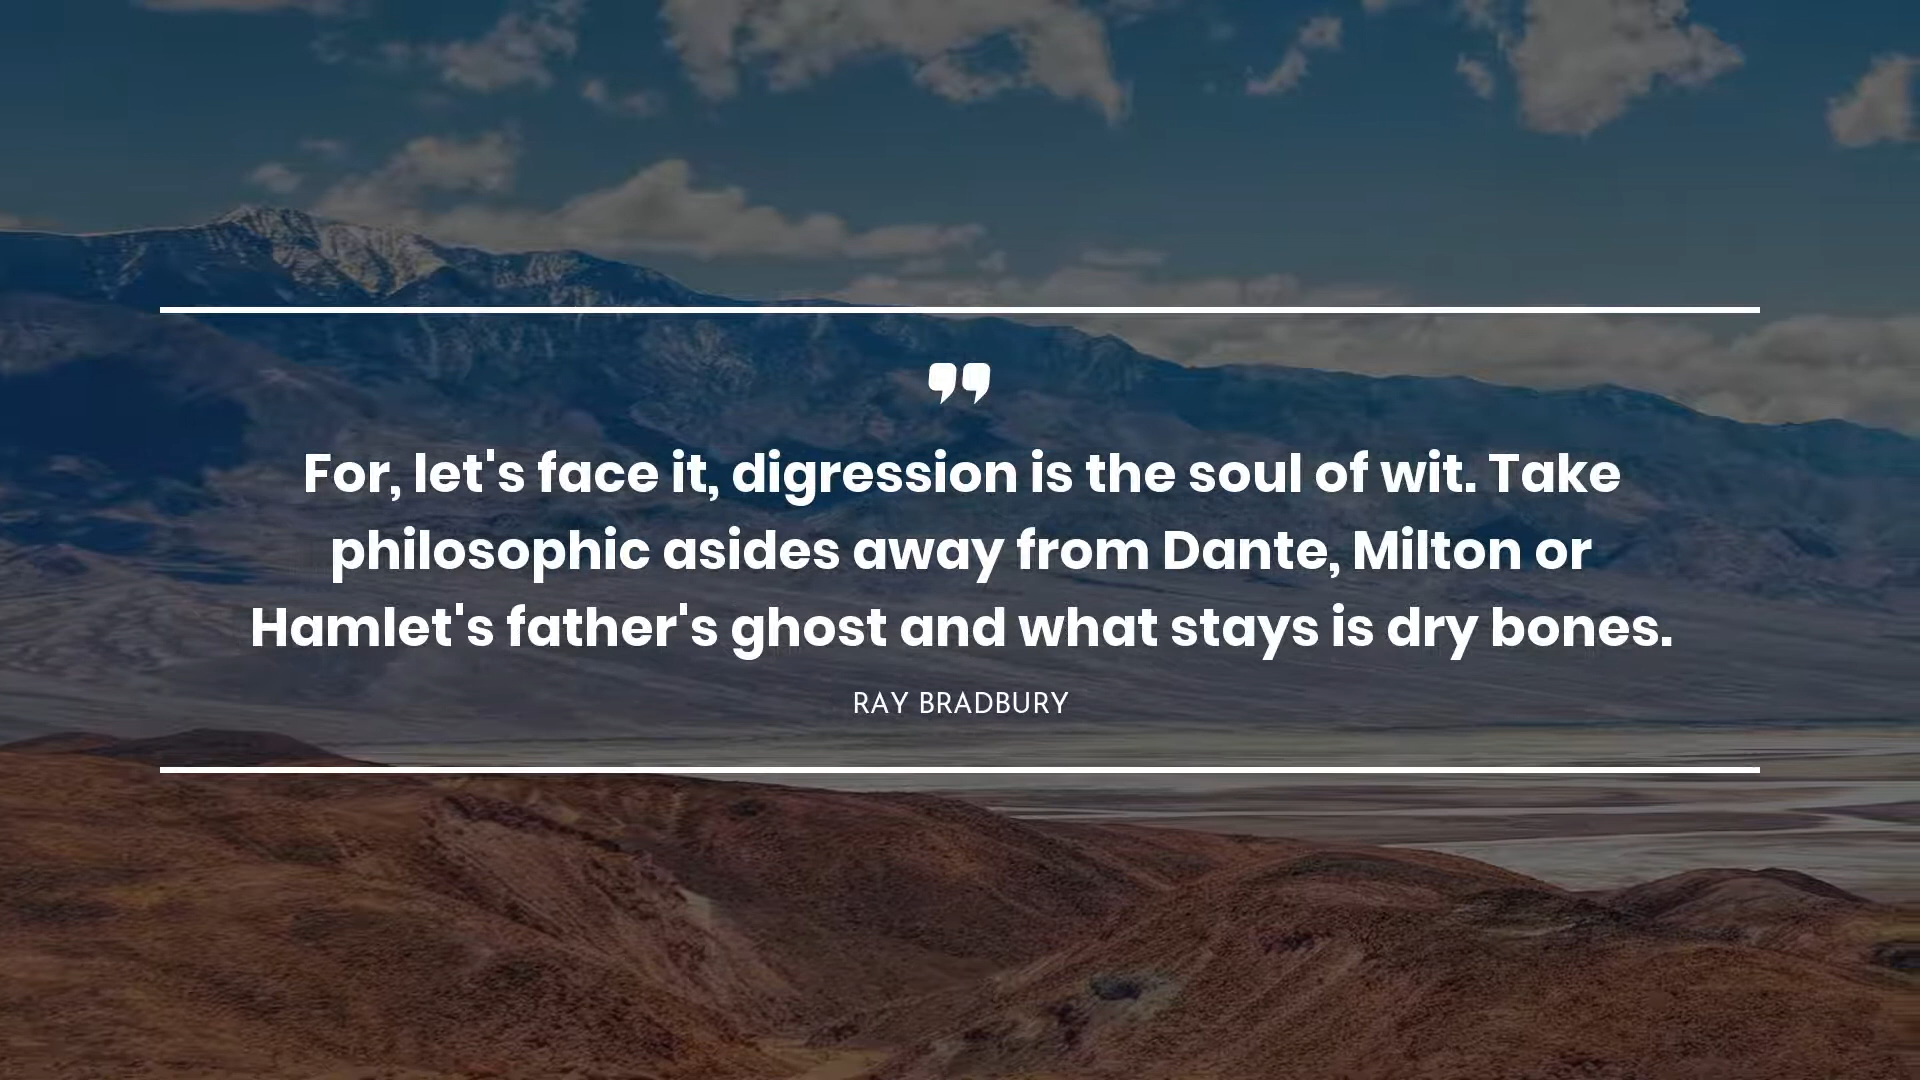 "
For, let's face it, digression is the soul of wit. Take
philosophic asides away from Dante, Milton or
Hamlet's father's ghost and what stays is dry bones.
RAY BRADBURY